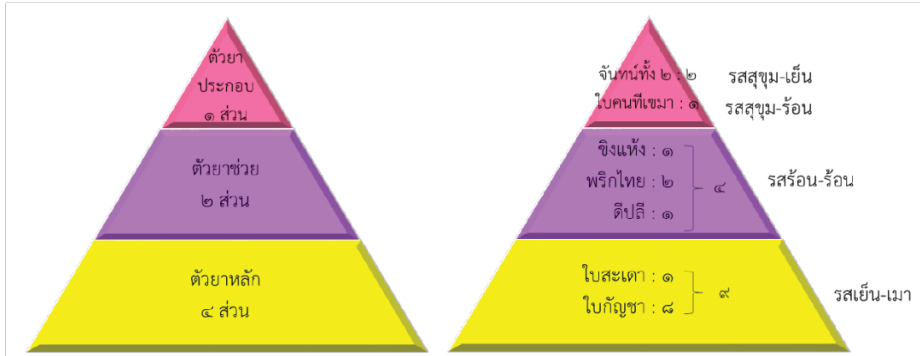 ตัวยา
ประกอบ
๑ ส่วน
ตัวยาช่วย
๒ ส่วน
ตัวยาหลัก
๔ ส่วน
จันทน์ทั้ง ๒ : ๒ รสสุขุม-เย็น
ใบคนทีเขมา : ๑ รสสุขุม-ร้อน
ขิงแห้ง : ๑
พริกไทย : ๒ ๔ รสร้อน-ร้อน
ดีปลี : ๑
ใบสะเดา : ๑
ใบกัญชา : ๘ ๙ รสเย็น-เมา